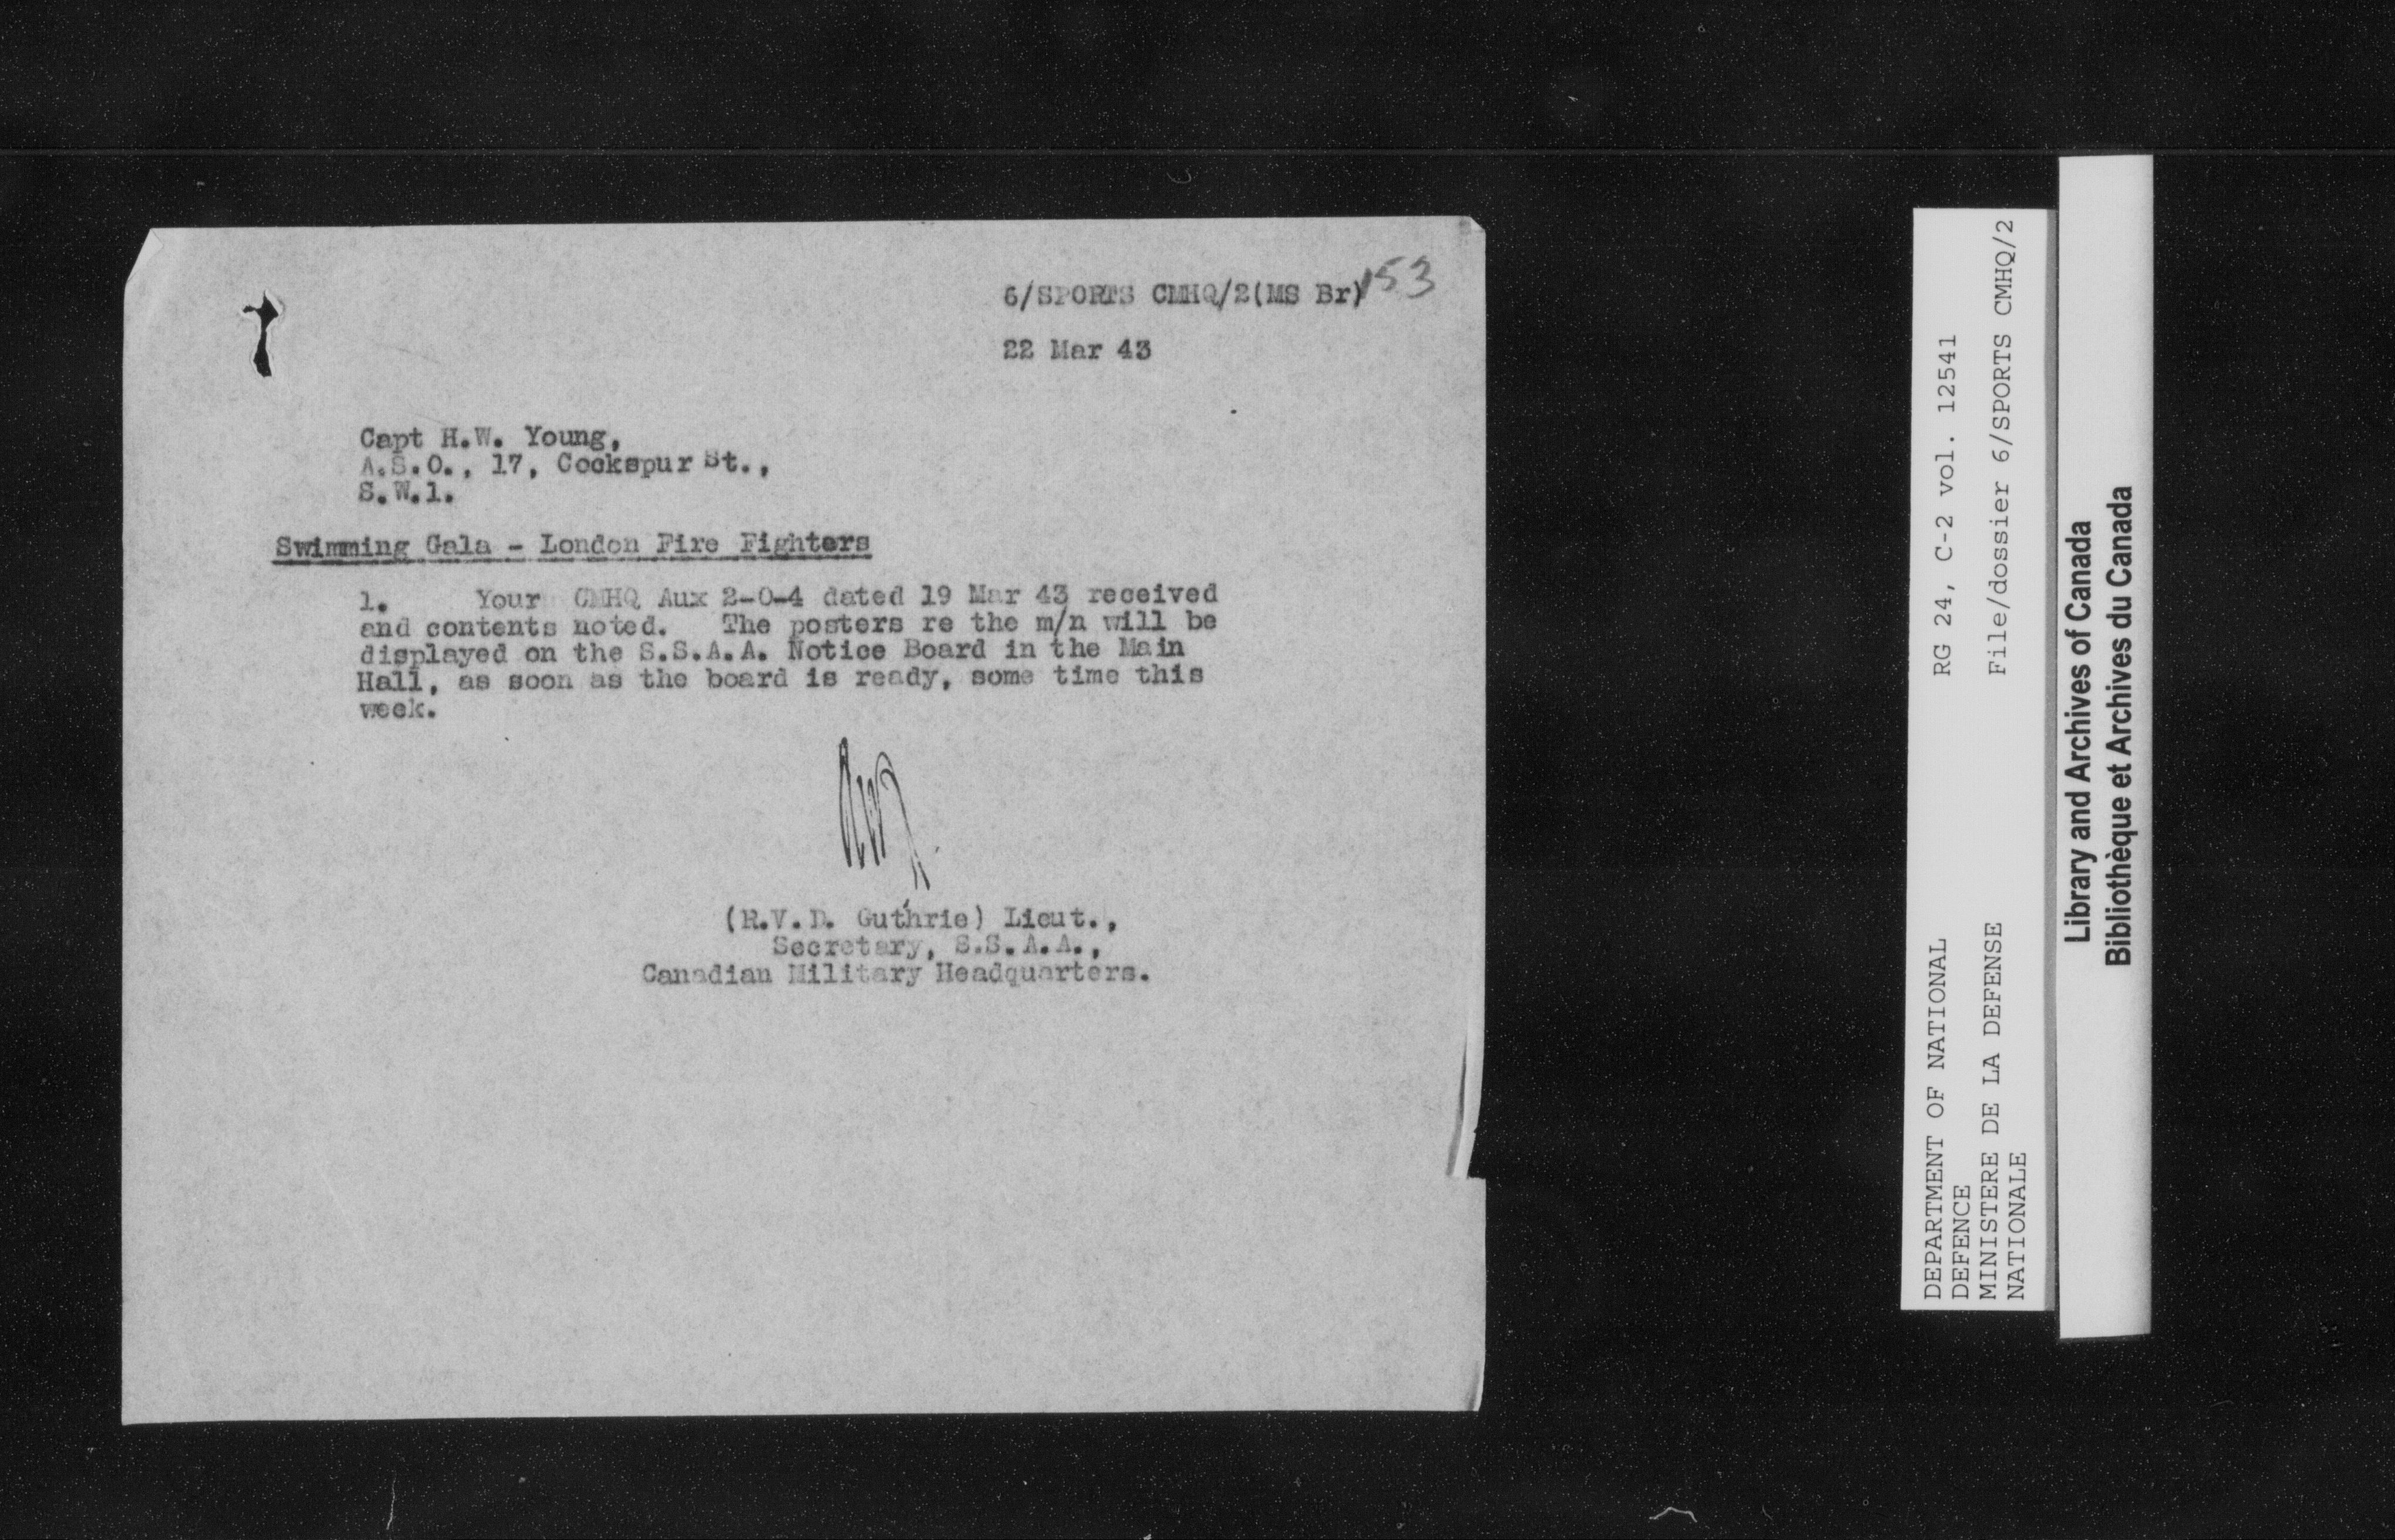 6/SPORTS CMHQ/2(MS Br) 153
22 Mar 43
Capt H.W. Young,
A.S.O., 17, Cockspur St.,
S.W.1.
Swimming Gala - London Fire Fighters
1. Your CMHQ Aux 2-0-4 dated 19 Mar 43 received
and contents noted. The posters re the m/n will be
displayed on the S.S.A.A. Notice Board in the Main
Hall, as soon as the board is ready, some time this
week.
(R.V.D. Guthrie) Lieut.,
Secretary, S.S.A.A.,
Canadian Military Headquarters.
DEPARTMENT OF NATIONAL
DEFENCE
MINISTERE DE LA DEFENSE
NATIONALE
RG 24, C-2 vol. 12541
File/dossier 6/SPORTS CMHQ/2
Library and Archives of Canada
Bibliothèque et Archives du Canada